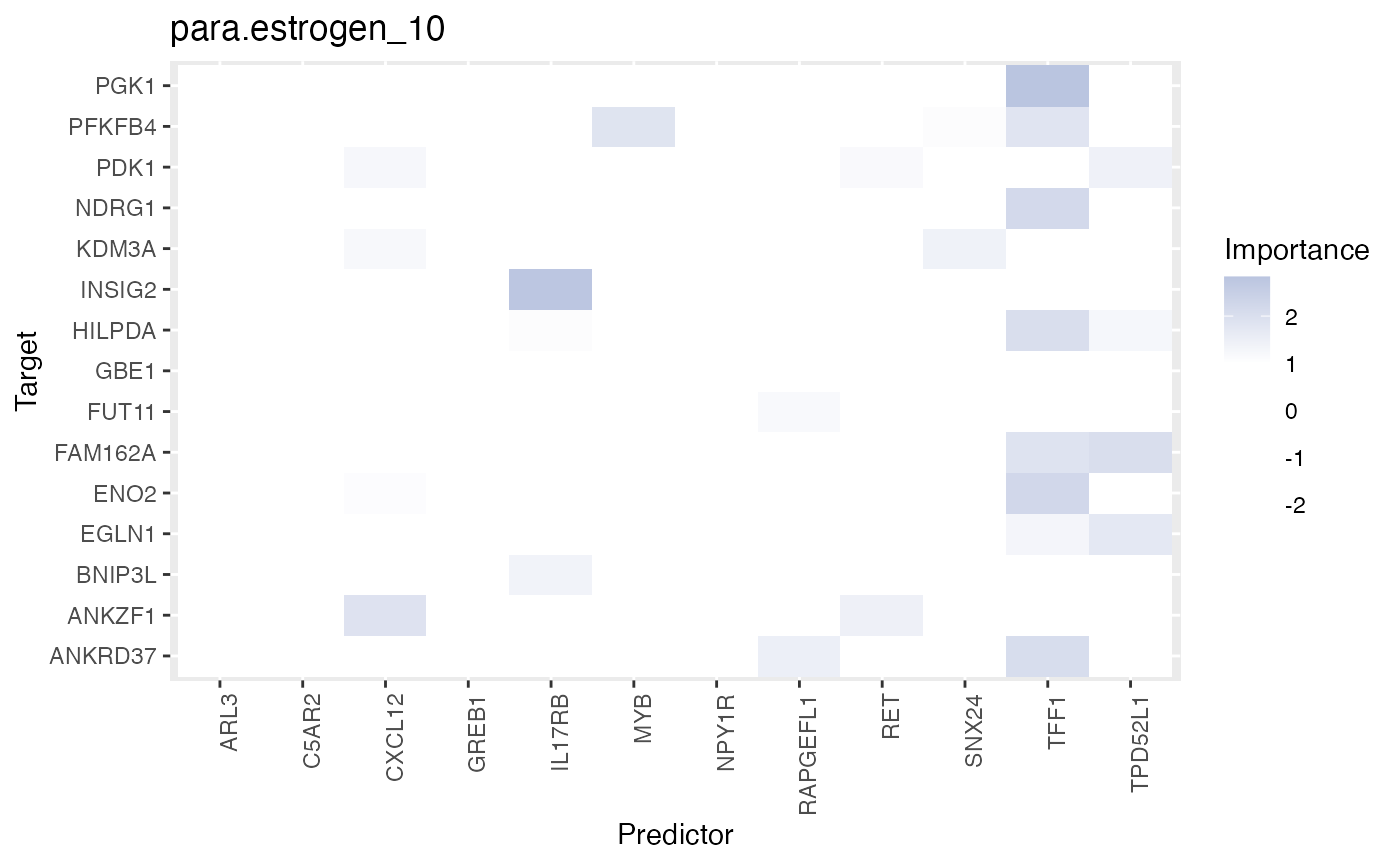 para.estrogen_10
Target
PGK1
PFKFB4
PDK1
NDRG1
KDM3A
INSIG2
HILPDA
GBE1
FUT11
FAM162A
ENO2
EGLN1
BNIP3L
ANKZF1
ANKRD37
ARL3
C5AR2
CXCL12
GREB1
IL17RB
MYB
NPY1R
RAPGEFL1
RET
SNX24
TFF1
TPD52L1
Predictor
Importance
2
1
0
-1
-2